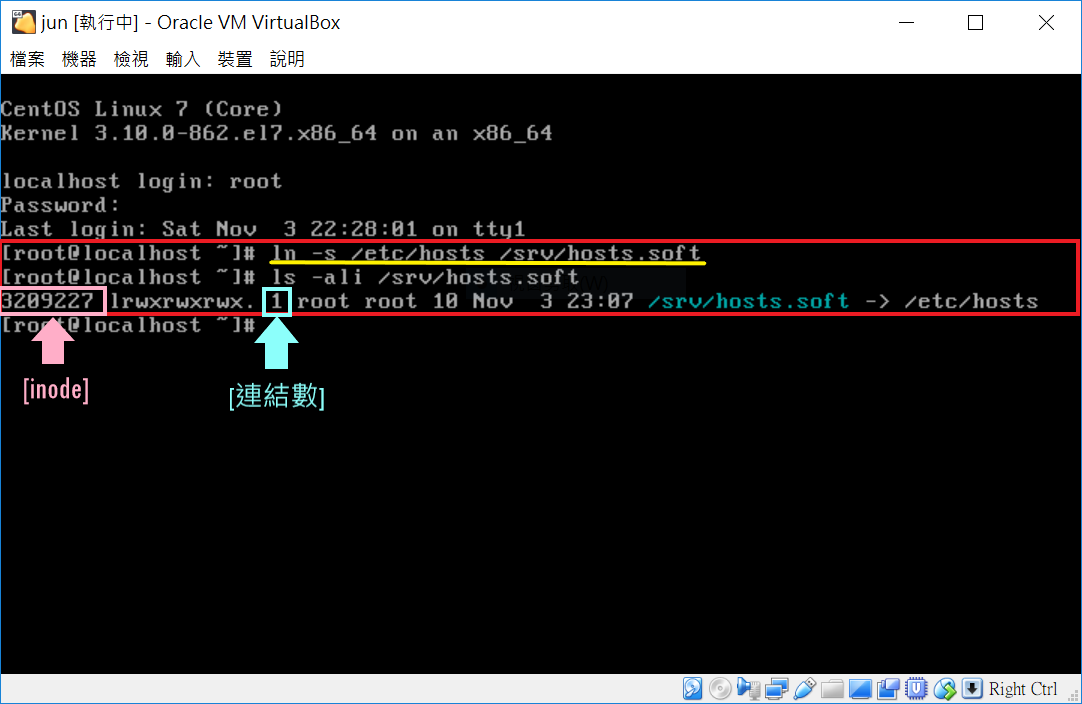 jun [執行中] - Oracle VM VirtualBox
檔案 機器 檢視 輸入 裝置 說明
CentOS Linux 7 (Core)
Kernel 3.10.0-862.el7.x86_64 on an x86_64
localhost login: root
Password:
Last login: Sat Nov  3 22:28:01 on tty1
[root@localhost ~]# ln -s /etc/hosts /srv/hosts.soft
[root@localhost ~]# ls -ali /srv/hosts.soft
3209227 lrwxrwxrwx. 1 root root 10 Nov  3 23:07 /srv/hosts.soft -> /etc/hosts
[root@localhost ~]#
[inode]
[連結數]
Right Ctrl